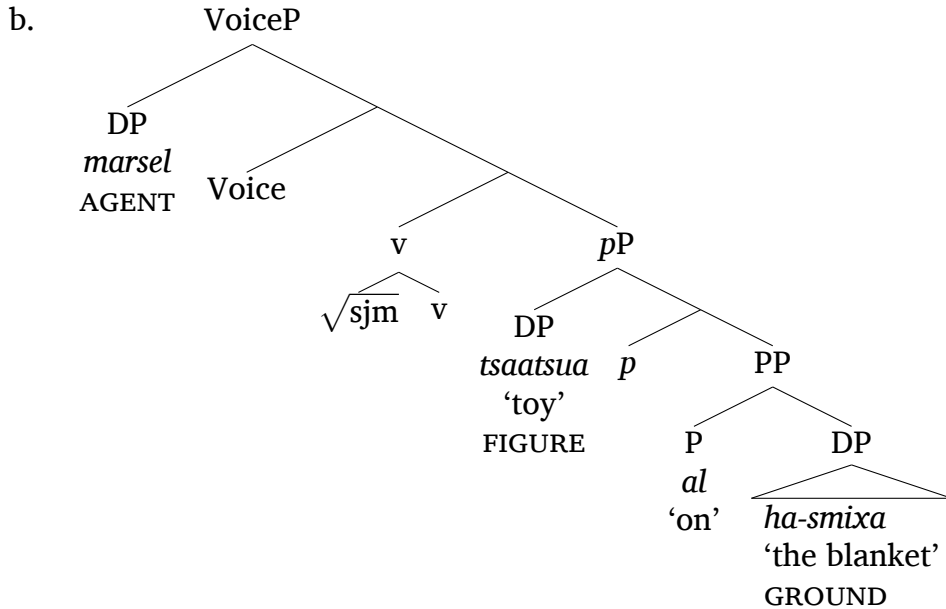 b.
VoiceP
DP
marsel
AGENT
Voice
v
pP
√sjm
v
DP
tsaatsua
‘toy’
FIGURE
p
PP
P
al
‘on’
DP
ha-smixa
‘the blanket’
GROUND